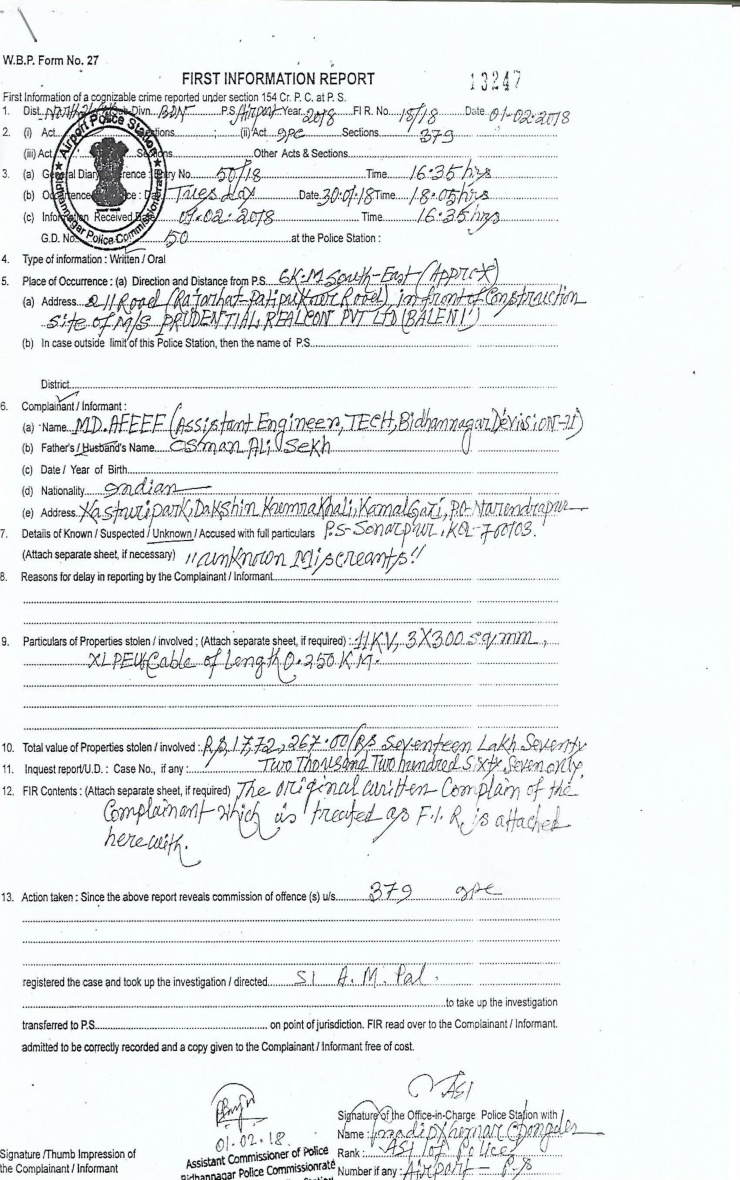 W.B.P. Form No. 27
FIRST INFORMATION REPORT 13247
First Information of a cognizable crime reported under section 154 Cr. P. C. at P. S.
1. Dist. Divn. BDN P.S. Airport Year 2018 FIR. No. 18/18 Date 01-02-2018
2. (i) Act Sections ; (ii) Act IPC Sections 379
(iii) Act Sections Other Acts & Sections
3. (a) General Diary Reference : Entry No. 50/18 Time 16:35 hrs
(b) Occurrence : Day Tuesday Date 30-01-18 Time 18:05 hrs
(c) Information Received Date 01-02-2018 Time 16:35 hrs
G.D. No. 50 at the Police Station :
Airport Police Station
Bidhannagar Police Commissionerate
4. Type of information : Written / Oral
5. Place of Occurrence : (a) Direction and Distance from P.S. 6 K.M South-East (Approx)
(a) Address 211 Road (Rajarhat- Road), in front of Construction
Site of M/s PRUDENTIAL REALCON PVT LTD (BALENI)
(b) In case outside limit of this Police Station, then the name of P.S.
District
6. Complainant / Informant :
(a) Name MD. AFEEF (Assistant Engineer, TECH, Bidhannagar Devision-II)
(b) Father's / Husband's Name Osman Ali Sekh
(c) Date / Year of Birth
(d) Nationality Indian
(e) Address Kasturipark, Dakshin Kumrakhali, Kamalgazi, P.O- Narendrapur
7. Details of Known / Suspected / Unknown / Accused with full particulars P.S- Sonarpur, KOL-700103.
(Attach separate sheet, if necessary) "unknown Miscreants"
8. Reasons for delay in reporting by the Complainant / Informant
9. Particulars of Properties stolen / involved : (Attach separate sheet, if required) : 11KV, 3X300 sq.mm,
XLPE Cable of Length 0.250 K.M.
10. Total value of Properties stolen / involved : Rs, 17,72,267.00/Rs Seventeen Lakh Seventy
11. Inquest report/U.D. : Case No., if any : Two Thousand Two hundred Sixty Seven only
12. FIR Contents : (Attach separate sheet, if required) The original written Complain of the
Complainant which is treated as F.I.R, is attached
herewith.
13. Action taken : Since the above report reveals commission of offence (s) u/s. 379 IPC
registered the case and took up the investigation / directed SI A.M. Pal.
to take up the investigation
transferred to P.S. on point of jurisdiction. FIR read over to the Complainant / Informant.
admitted to be correctly recorded and a copy given to the Complainant / Informant free of cost.
ASI
Signature of the Office-in-Charge Police Station with
01-02-18
Name : Kumar
Assistant Commissioner of Police
Rank : ASI of Police
Signature /Thumb Impression of
the Complainant / Informant
Bidhannagar Police Commissionrate
Number if any : Airport - P.S